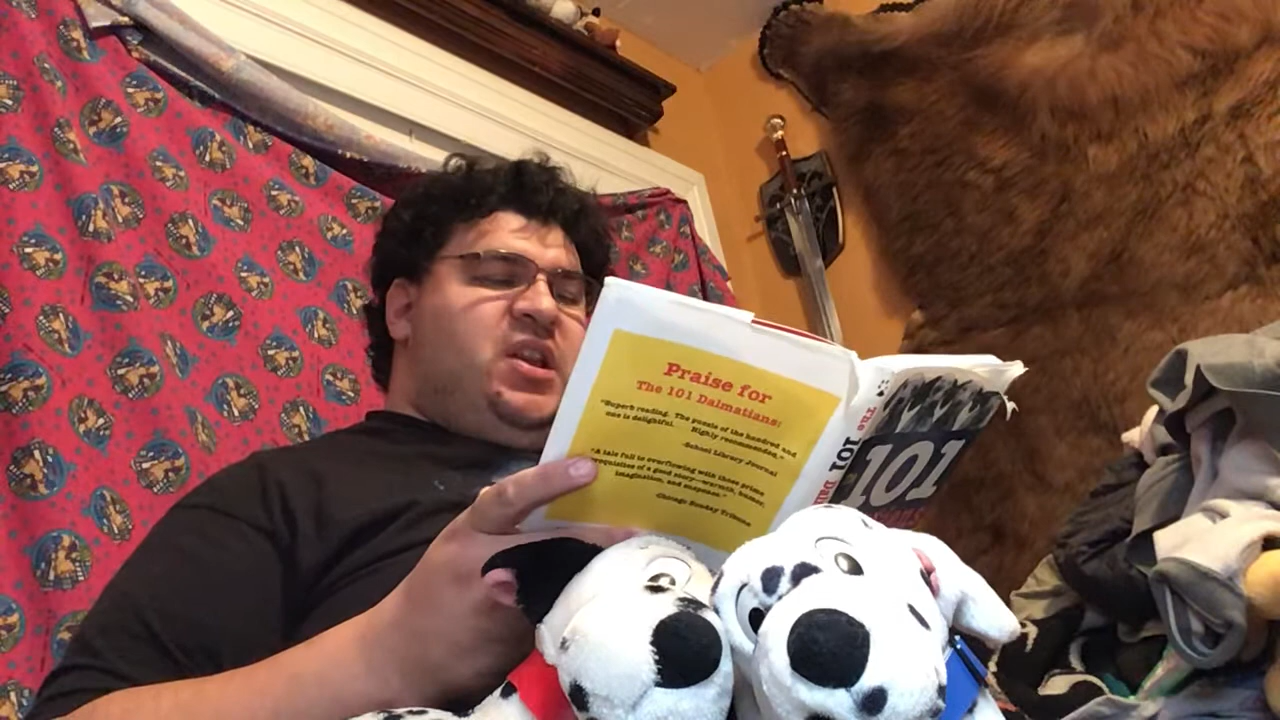 Praise for
The 101 Dalmatians:
"Superb reading. The puzzle of the hundred and
one is delightful. Highly recommended."
-School Library Journal
"A tale full to overflowing with those prime
requisites of a good story—warmth, humor,
imagination, and suspense."
-Chicago Sunday Tribune
The 101 Dal
101